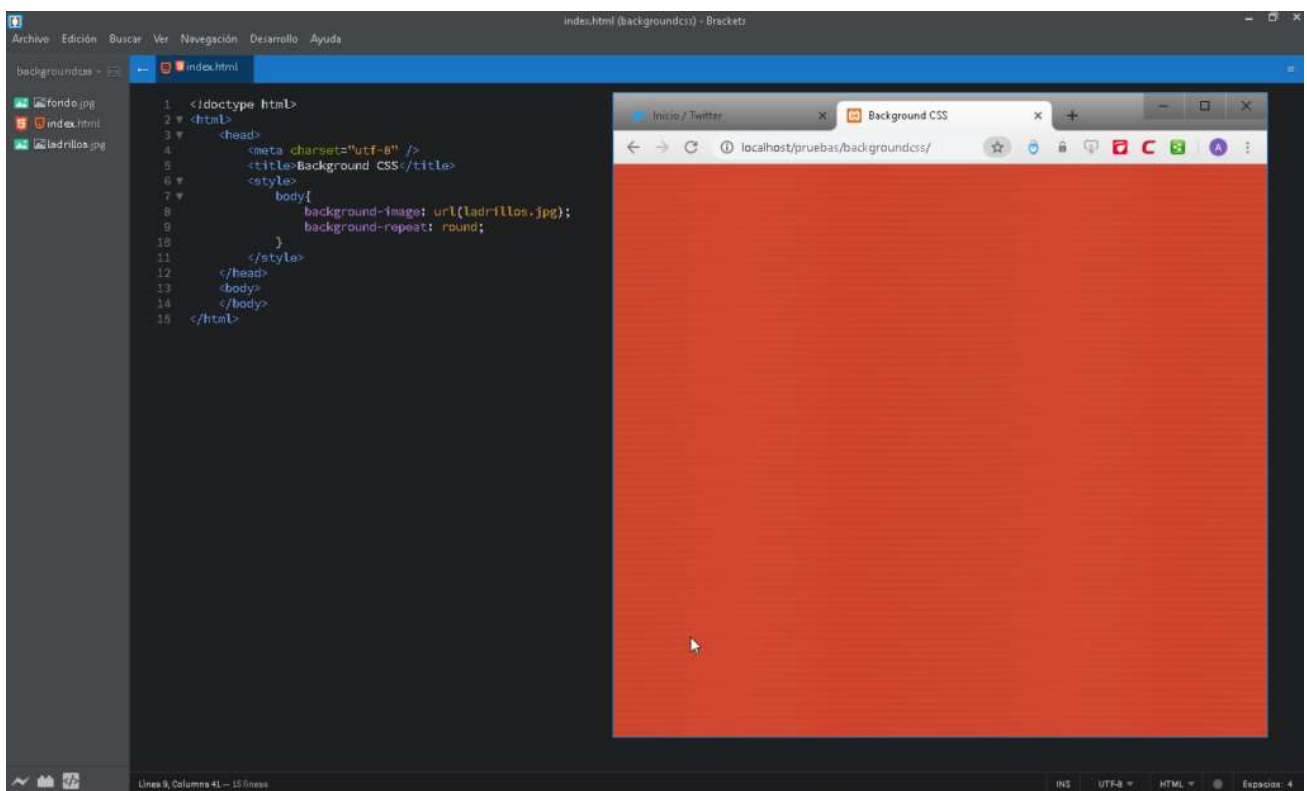 index.html (backgroundcss) - Brackets
Archivo Edición Buscar Ver Navegación Desarrollo Ayuda
backgroundcss
index.html
fondo.jpg
index.html
ladrillos.jpg
1 <!doctype html>
2 <html>
3 <head>
4 <meta charset="utf-8" />
5 <title>Background CSS</title>
6 <style>
7 body{
8 background-image: url(ladrillos.jpg);
9 background-repeat: round;
10 }
11 </style>
12 </head>
13 <body>
14 </body>
15 </html>
Inicio / Twitter
Background CSS
localhost/pruebas/backgroundcss/
A
Línea 9, Columna 41 — 15 líneas
INS UTF-8 HTML Espacios: 4